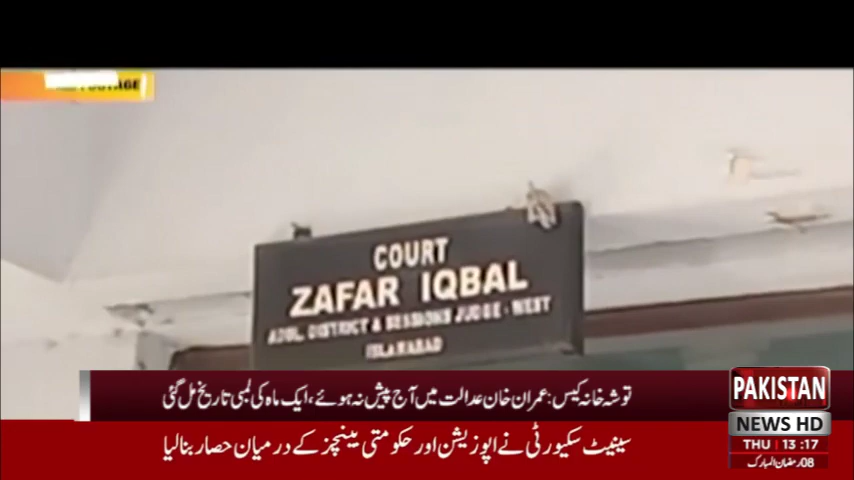 FOOTAGE
COURT
ZAFAR IQBAL
ADDL. DISTRICT & SESSIONS JUDGE - WEST
ISLAMABAD
توشہ خانہ کیس: عمران خان عدالت میں آج پیش نہ ہوئے، ایک ماہ کی لمبی تاریخ مل گئی
سینیٹ سکیورٹی نے اپوزیشن اور حکومتی بینچز کے درمیان حصار بنالیا
PAKISTAN
NEWS HD
THU | 13:17
08 رمضان المبارک